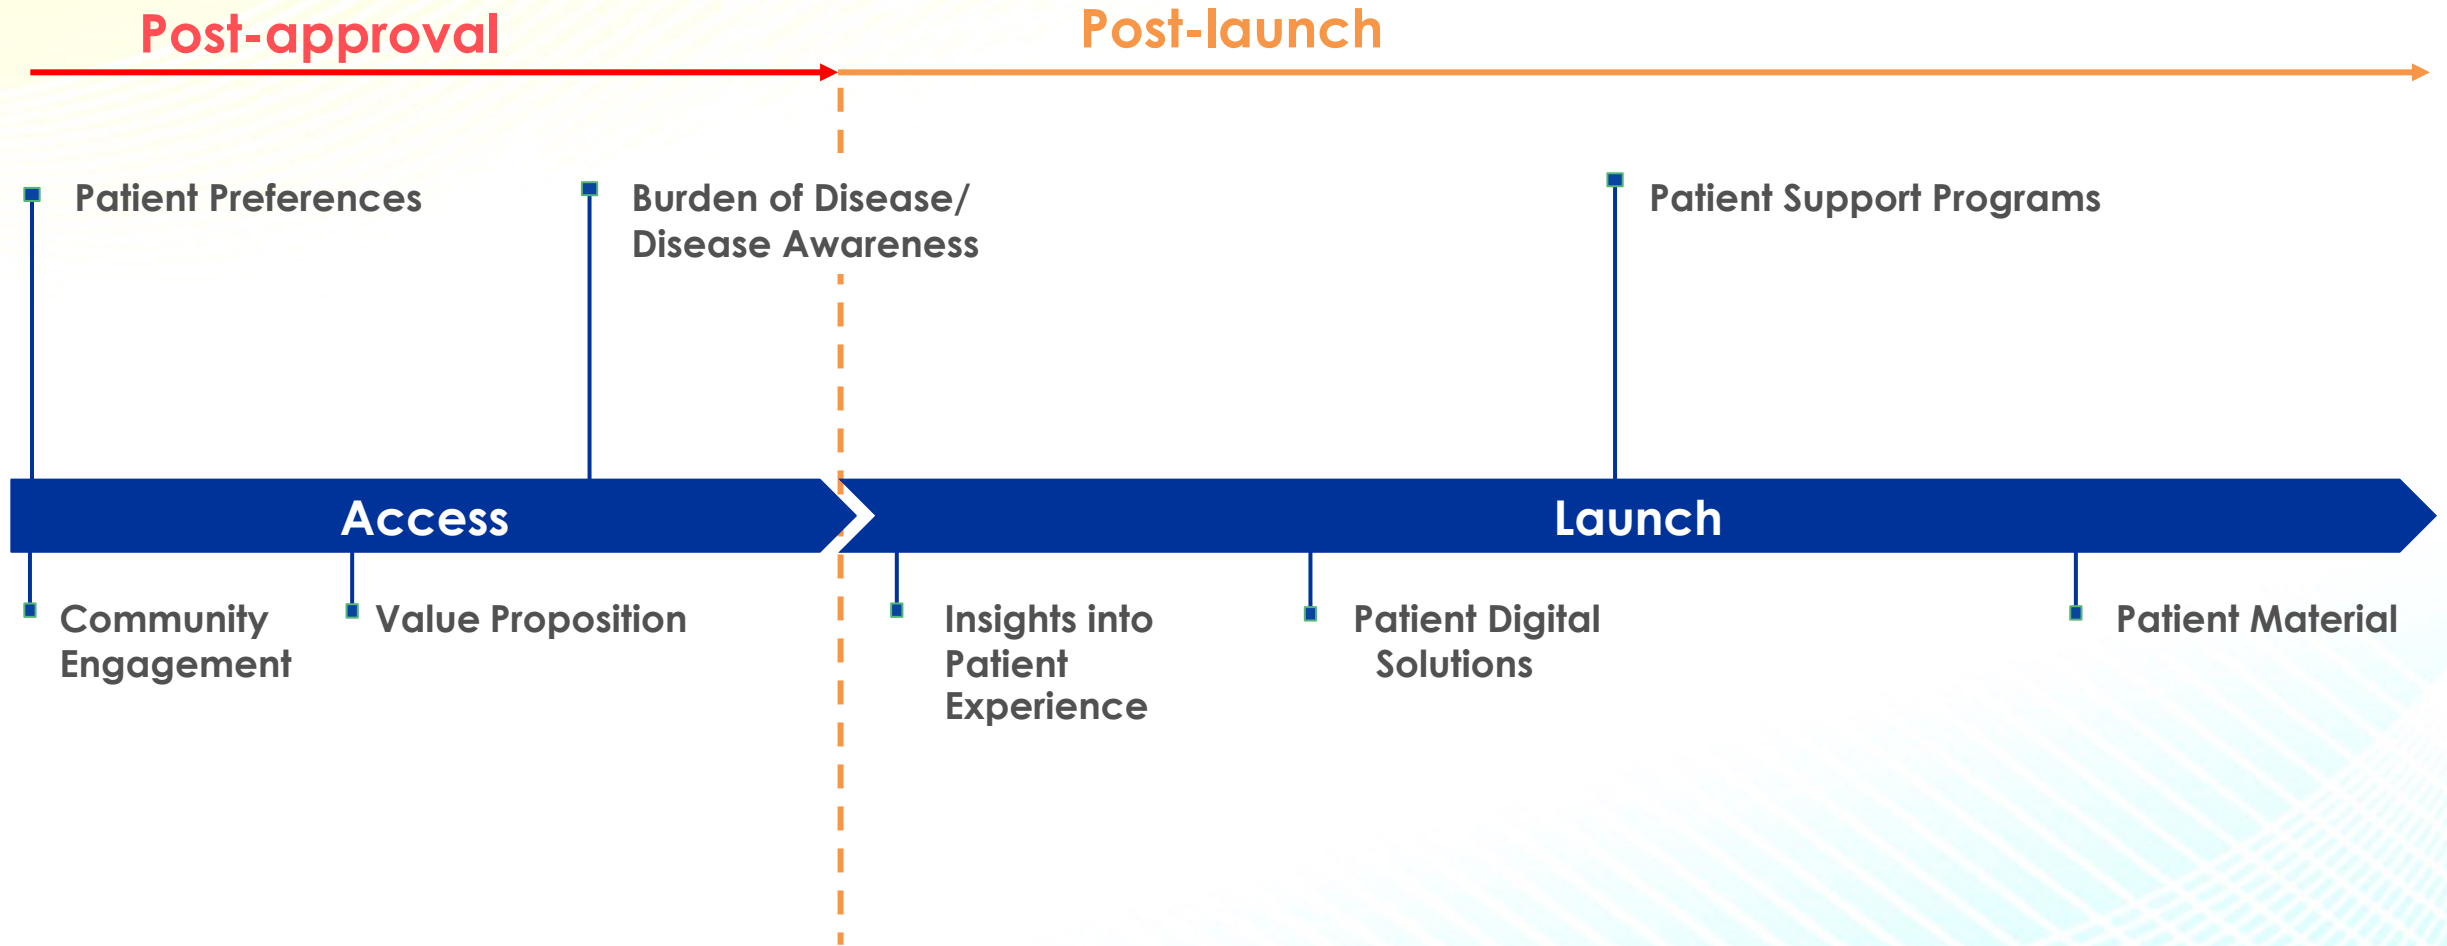 Post-approval
Post-launch
Patient Preferences
Burden of Disease/
Disease Awareness
Patient Support Programs
Access
Launch
Community
Engagement
Value Proposition
Insights into
Patient
Experience
Patient Digital
Solutions
Patient Material